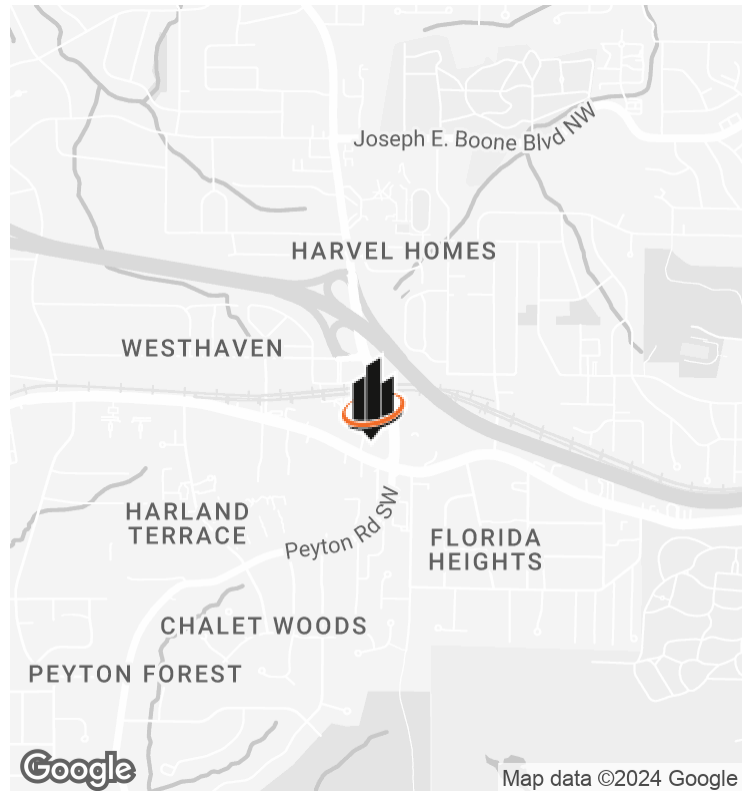 Joseph E. Boone Blvd NW
HARVEL HOMES
WESTHAVEN
HARLAND
TERRACE
Peyton Rd SW
FLORIDA
HEIGHTS
CHALET WOODS
PEYTON FOREST
Google
Map data ©2024 Google